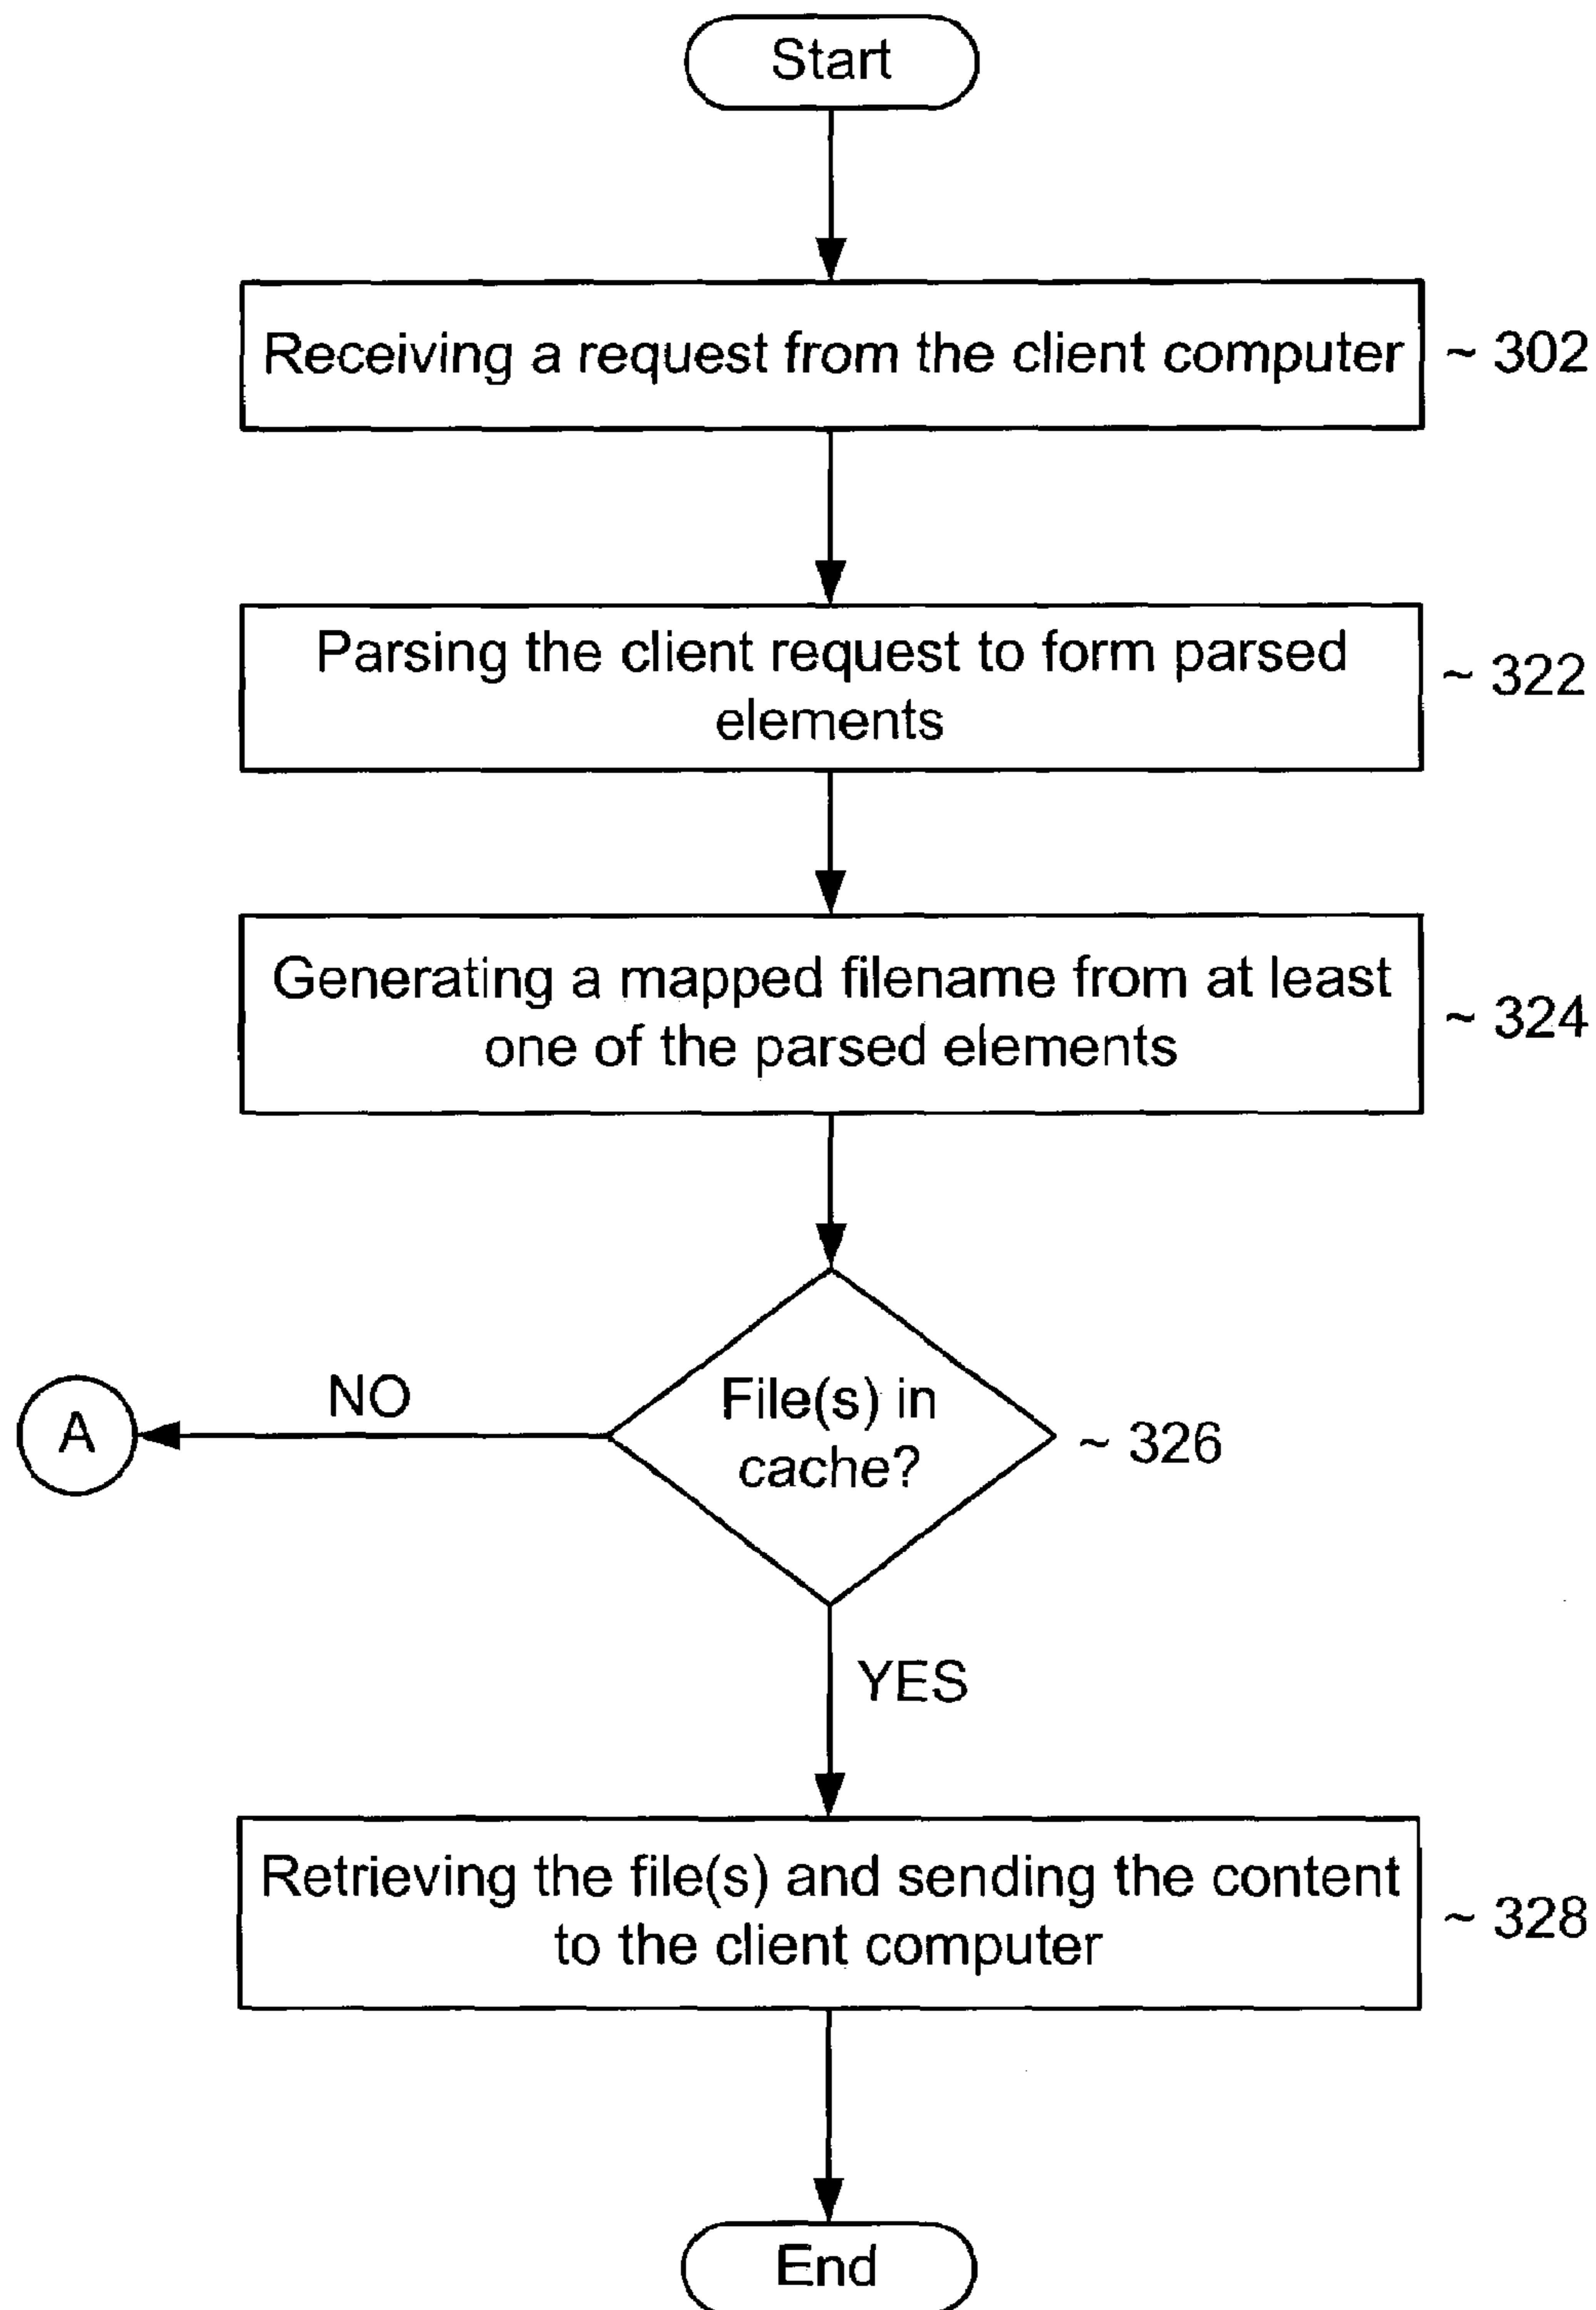 Start
Receiving a request from the client computer
~ 302
Parsing the client request to form parsed
elements
~ 322
Generating a mapped filename from at least
one of the parsed elements
~ 324
File(s) in
cache?
~ 326
NO
A
YES
Retrieving the file(s) and sending the content
to the client computer
~ 328
End